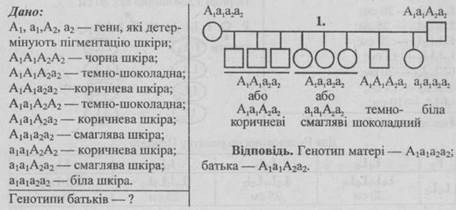 Дано:
A₁, a₁,A₂, a₂ — гени, які детер-
мінують пігментацію шкіри;
A₁A₁A₂A₂ — чорна шкіра;
A₁A₁A₂a₂ — темно-шоколадна;
A₁A₁a₂a₂ —коричнева шкіра;
A₁a₁A₂A₂ — темно-шоколадна;
A₁a₁A₂a₂ — коричнева шкіра;
A₁a₁a₂a₂ — смаглява шкіра;
a₁a₁A₂A₂ — коричнева шкіра;
a₁a₁A₂a₂ — смаглява шкіра;
a₁a₁a₂a₂ — біла шкіра.
Генотипи батьків — ?
A₁a₁a₂a₂ A₁a₁A₂a₂
1.
A₁A₁a₂a₂ A₁a₁a₂a₂ A₁A₁A₂a₂ a₁a₁a₂a₂
або або
A₁a₁A₂a₂ a₁a₁A₂a₂ темно- біла
коричневі смагляві шоколадний
Відповідь. Генотип матері — A₁a₁a₂a₂;
батька — A₁a₁A₂a₂.